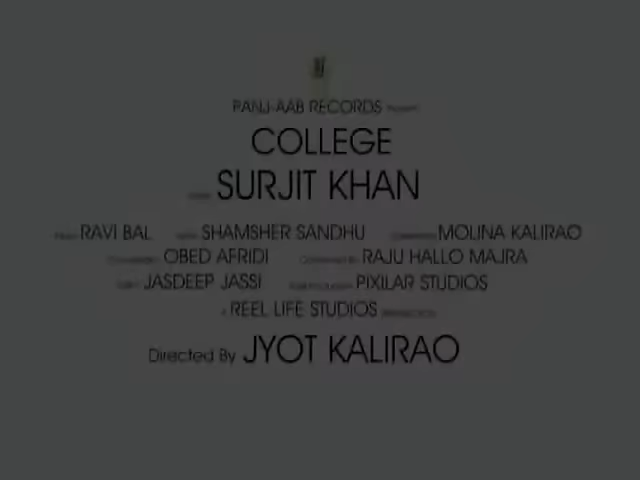 PANJ-AAB RECORDS
COLLEGE
SURJIT KHAN
RAVI BAL SHAMSHER SANDHU MOLINA KALIRAO
OBED AFRIDI RAJU HALLO MAJRA
JASDEEP JASSI PIXILAR STUDIOS
REEL LIFE STUDIOS
Directed By JYOT KALIRAO